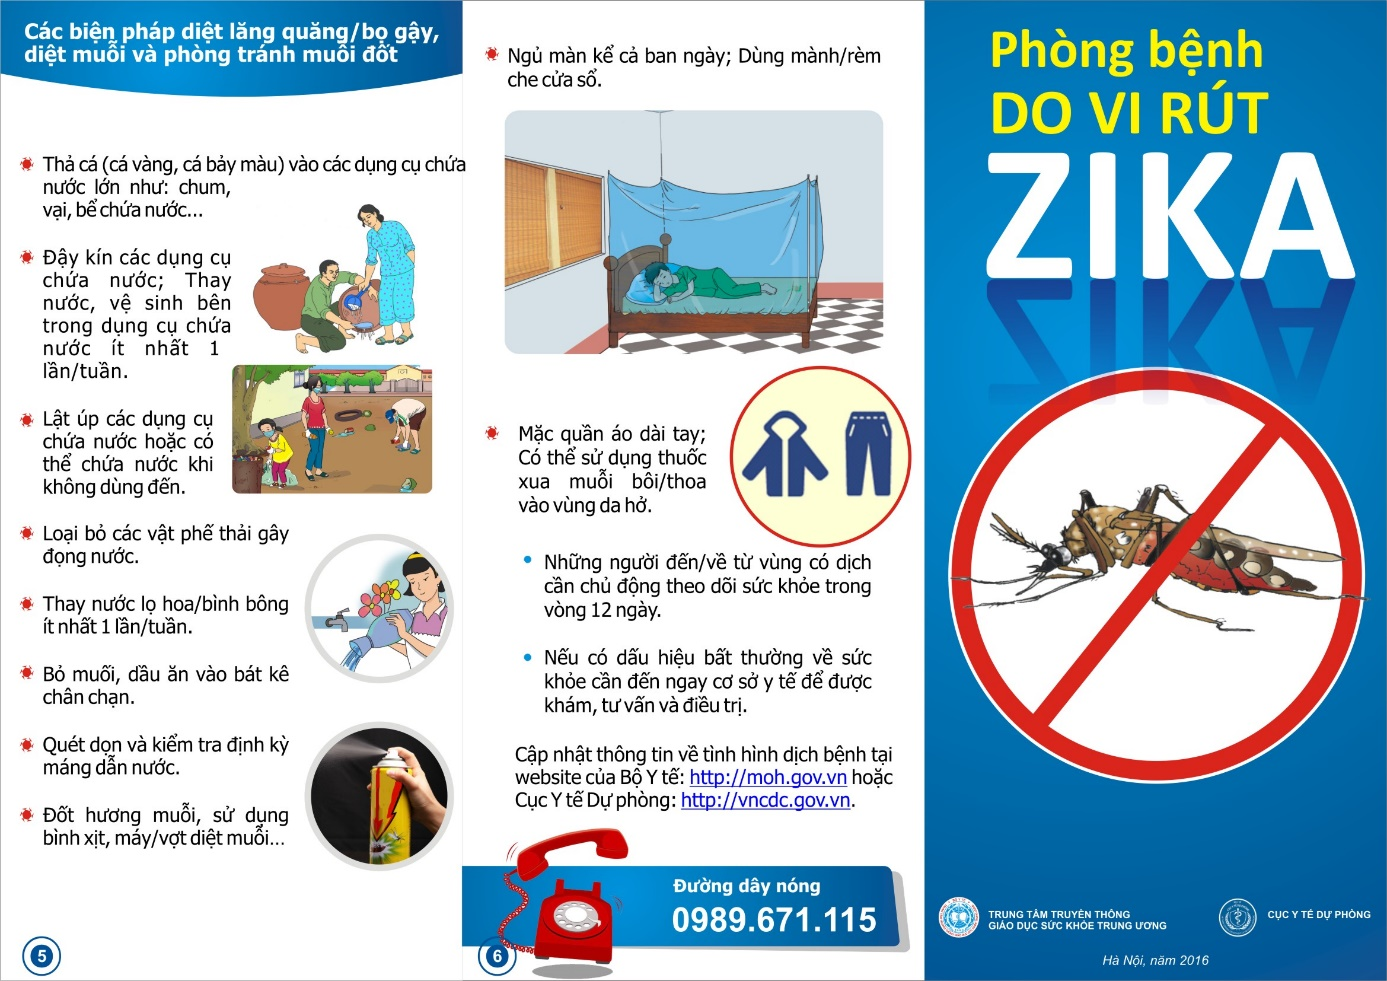 Các biện pháp diệt lăng quăng/bọ gậy,
diệt muỗi và phòng tránh muỗi đốt
Thả cá (cá vàng, cá bảy màu) vào các dụng cụ chứa
nước lớn như: chum,
vại, bể chứa nước...
Đậy kín các dụng cụ
chứa nước; Thay
nước, vệ sinh bên
trong dụng cụ chứa
nước ít nhất 1
lần/tuần.
Lật úp các dụng cụ
chứa nước hoặc có
thể chứa nước khi
không dùng đến.
Loại bỏ các vật phế thải gây
đọng nước.
Thay nước lọ hoa/bình bông
ít nhất 1 lần/tuần.
Bỏ muối, dầu ăn vào bát kê
chân chạn.
Quét dọn và kiểm tra định kỳ
máng dẫn nước.
Đốt hương muỗi, sử dụng
bình xịt, máy/vợt diệt muỗi...
5
Ngủ màn kể cả ban ngày; Dùng mành/rèm
che cửa sổ.
Mặc quần áo dài tay;
Có thể sử dụng thuốc
xua muỗi bôi/thoa
vào vùng da hở.
Những người đến/về từ vùng có dịch
cần chủ động theo dõi sức khỏe trong
vòng 12 ngày.
Nếu có dấu hiệu bất thường về sức
khỏe cần đến ngay cơ sở y tế để được
khám, tư vấn và điều trị.
Cập nhật thông tin về tình hình dịch bệnh tại
website của Bộ Y tế: http://moh.gov.vn hoặc
Cục Y tế Dự phòng: http://vncdc.gov.vn.
Đường dây nóng
0989.671.115
6
Phòng bệnh
DO VI RÚT
ZIKA
TRUNG TÂM TRUYỀN THÔNG
GIÁO DỤC SỨC KHỎE TRUNG ƯƠNG
CỤC Y TẾ DỰ PHÒNG
Hà Nội, năm 2016